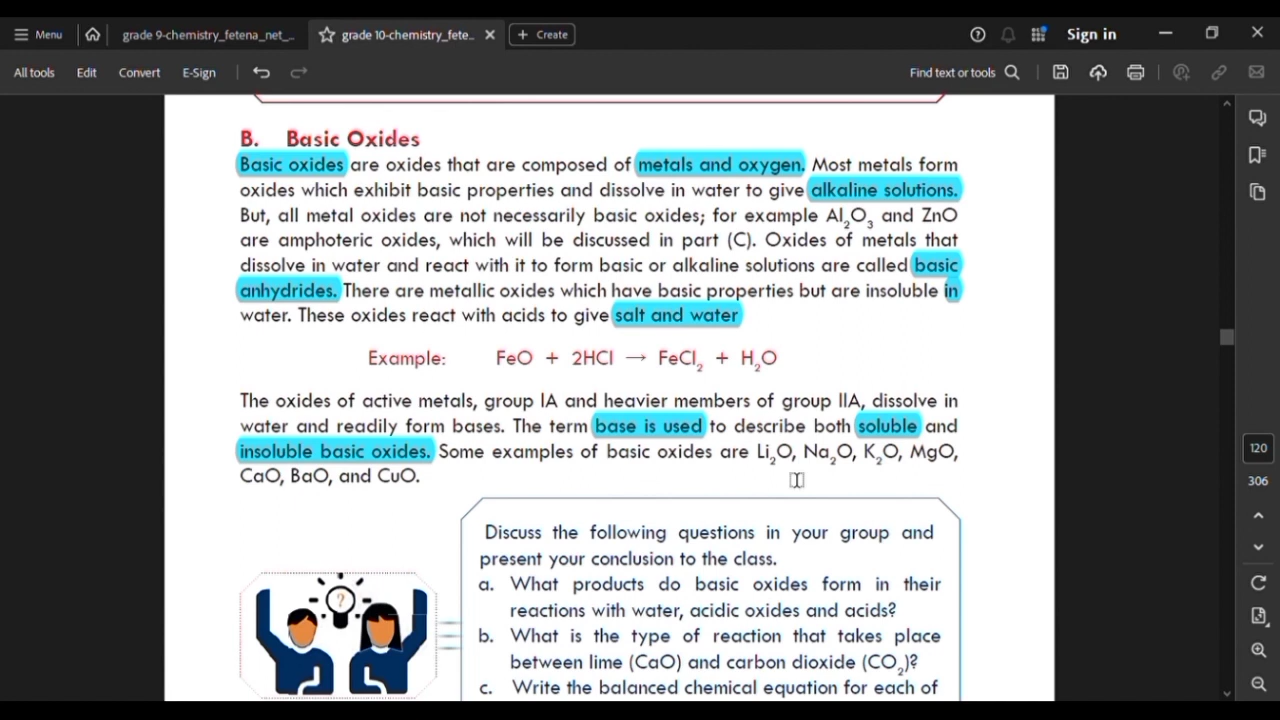 Menu
grade 9-chemistry_fetena_net_...
grade 10-chemistry_fete...
Create
Sign in
All tools
Edit
Convert
E-Sign
Find text or tools
B. Basic Oxides
Basic oxides are oxides that are composed of metals and oxygen. Most metals form
oxides which exhibit basic properties and dissolve in water to give alkaline solutions.
But, all metal oxides are not necessarily basic oxides; for example Al₂O₃ and ZnO
are amphoteric oxides, which will be discussed in part (C). Oxides of metals that
dissolve in water and react with it to form basic or alkaline solutions are called basic
anhydrides. There are metallic oxides which have basic properties but are insoluble in
water. These oxides react with acids to give salt and water
Example: FeO + 2HCl → FeCl₂ + H₂O
The oxides of active metals, group IA and heavier members of group IIA, dissolve in
water and readily form bases. The term base is used to describe both soluble and
insoluble basic oxides. Some examples of basic oxides are Li₂O, Na₂O, K₂O, MgO,
CaO, BaO, and CuO.
Discuss the following questions in your group and
present your conclusion to the class.
a. What products do basic oxides form in their
reactions with water, acidic oxides and acids?
b. What is the type of reaction that takes place
between lime (CaO) and carbon dioxide (CO₂)?
c. Write the balanced chemical equation for each of
?
120
306